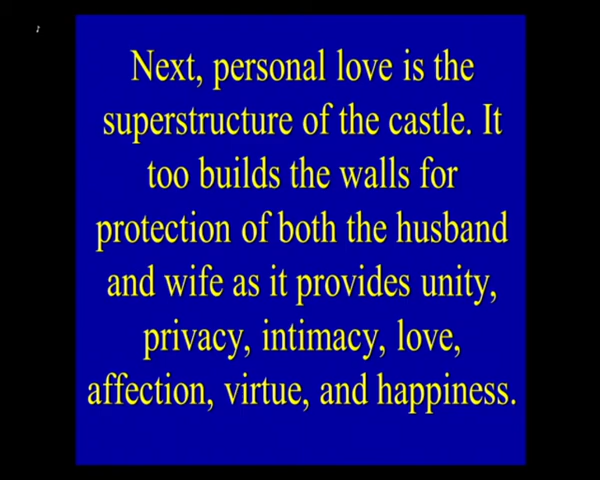 Next, personal love is the
superstructure of the castle. It
too builds the walls for
protection of both the husband
and wife as it provides unity,
privacy, intimacy, love,
affection, virtue, and happiness.